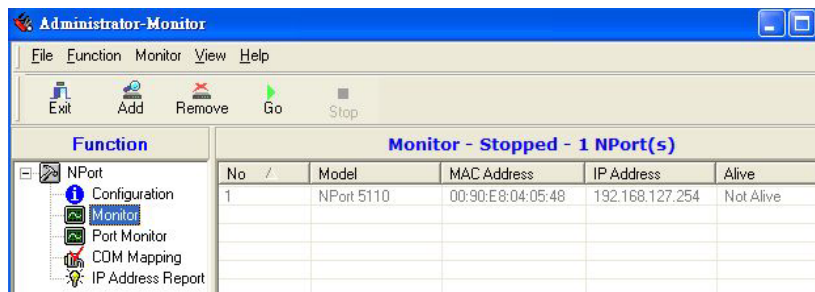 Administrator-Monitor
File Function Monitor View Help
Exit Add Remove Go Stop
Function
Monitor - Stopped - 1 NPort(s)
NPort
Configuration
Monitor
Port Monitor
COM Mapping
IP Address Report
No Model MAC Address IP Address Alive
1 NPort 5110 00:90:E8:04:05:48 192.168.127.254 Not Alive